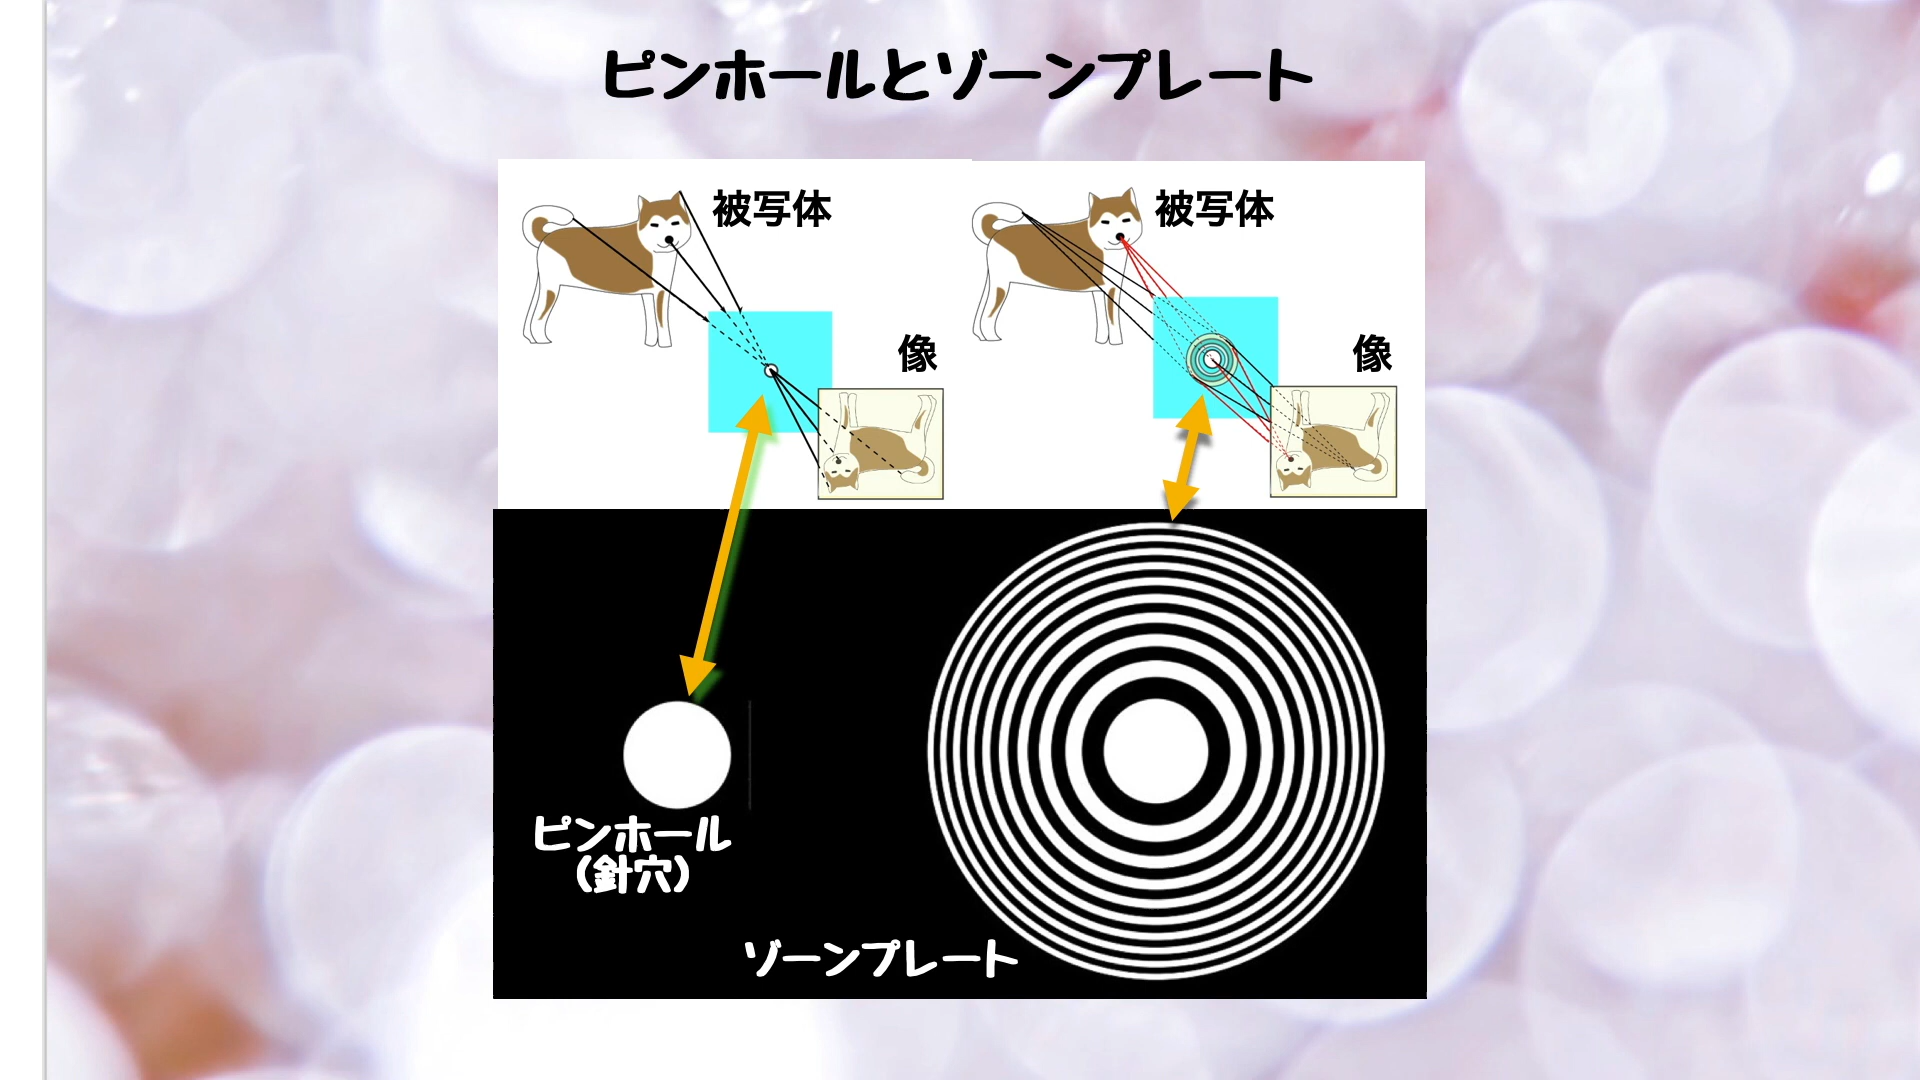 ピンホールとゾーンプレート
被写体
被写体
像
像
ピンホール
(針穴)
ゾーンプレート